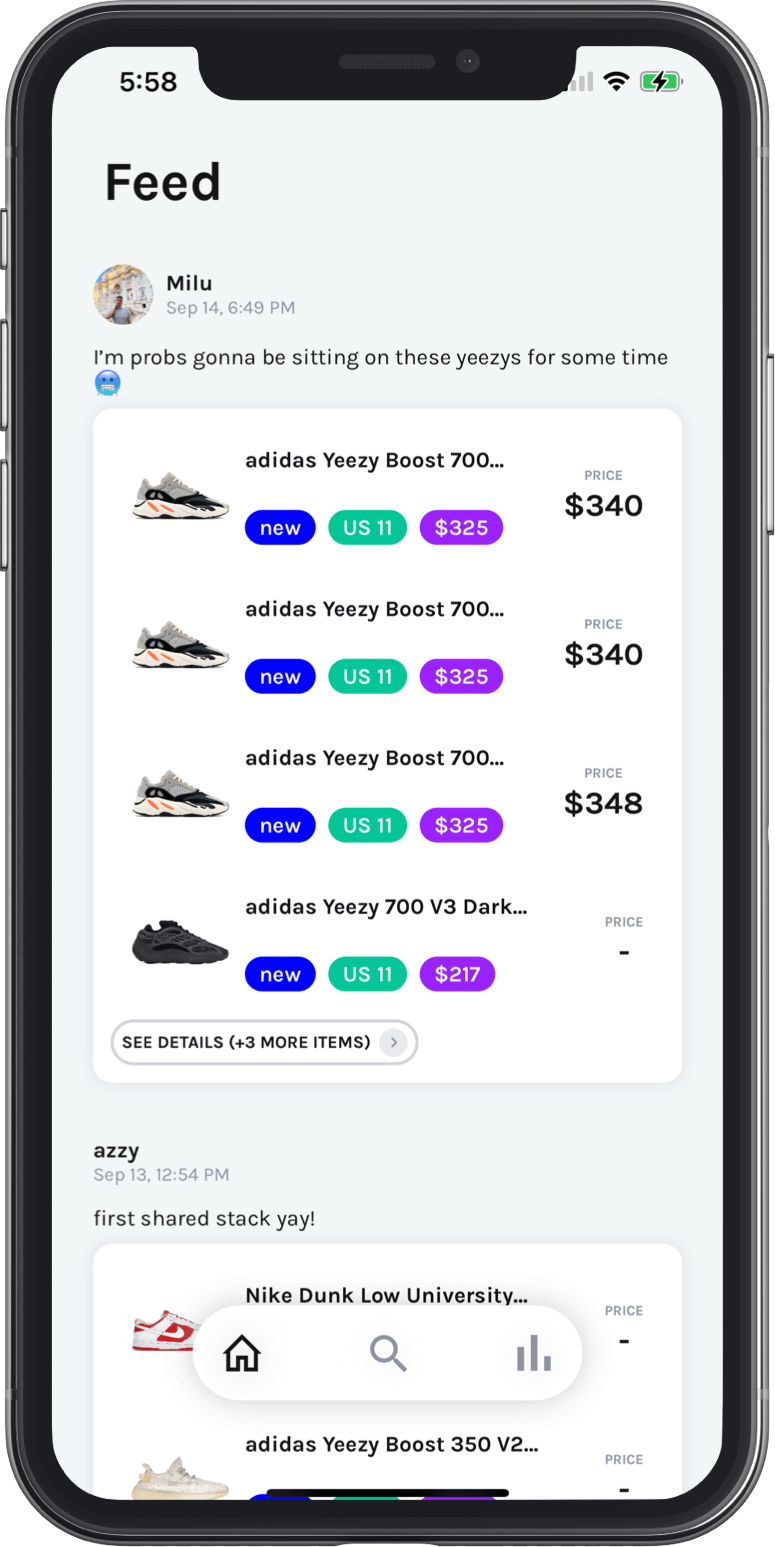 5:58
Feed
Milu
Sep 14, 6:49 PM
I'm probs gonna be sitting on these yeezys for some time
🥶
adidas Yeezy Boost 700...
PRICE
$340
new US 11 $325
adidas Yeezy Boost 700...
PRICE
$340
new US 11 $325
adidas Yeezy Boost 700...
PRICE
$348
new US 11 $325
adidas Yeezy 700 V3 Dark...
PRICE
-
new US 11 $217
SEE DETAILS (+3 MORE ITEMS)
azzy
Sep 13, 12:54 PM
first shared stack yay!
Nike Dunk Low University...
PRICE
-
adidas Yeezy Boost 350 V2...
PRICE
-